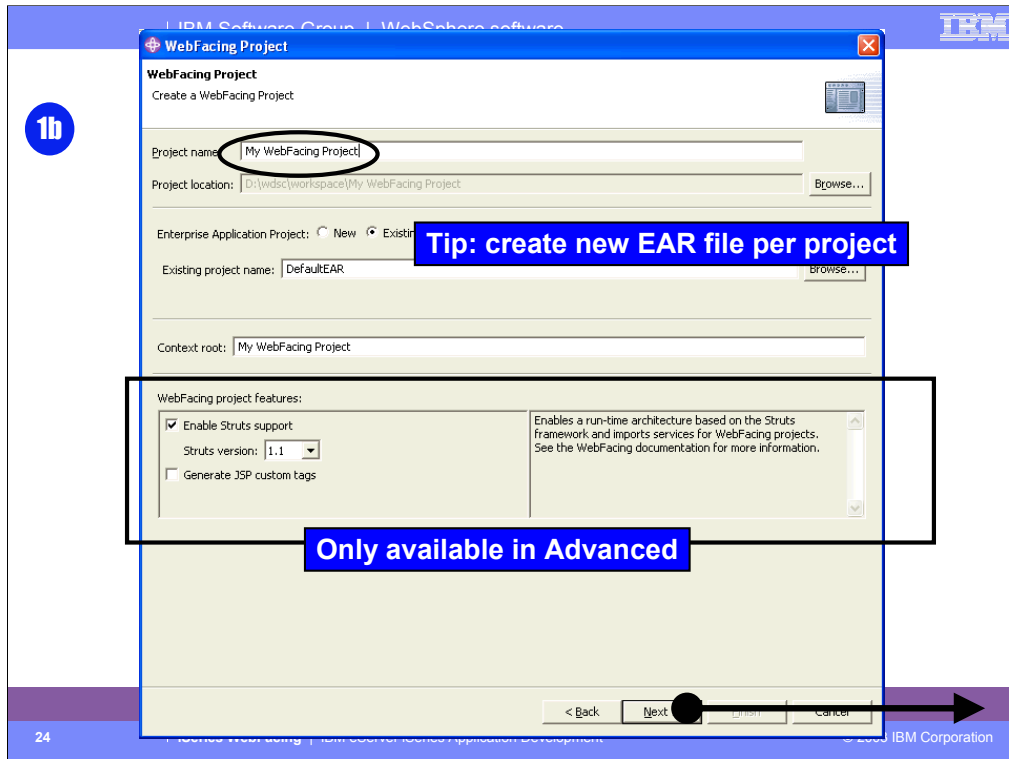 IBM Software Group | WebSphere software
IBM
WebFacing Project
WebFacing Project
Create a WebFacing Project
1b
Project name: My WebFacing Project
Project location: D:\wdsc\workspace\My WebFacing Project Browse...
Enterprise Application Project: New Existing
Tip: create new EAR file per project
Existing project name: DefaultEAR Browse...
Context root: My WebFacing Project
WebFacing project features:
Enable Struts support
Struts version: 1.1
Generate JSP custom tags
Enables a run-time architecture based on the Struts
framework and imports services for WebFacing projects.
See the WebFacing documentation for more information.
Only available in Advanced
< Back Next Finish Cancel
24 iSeries WebFacing | IBM eServer iSeries Application Development © IBM Corporation